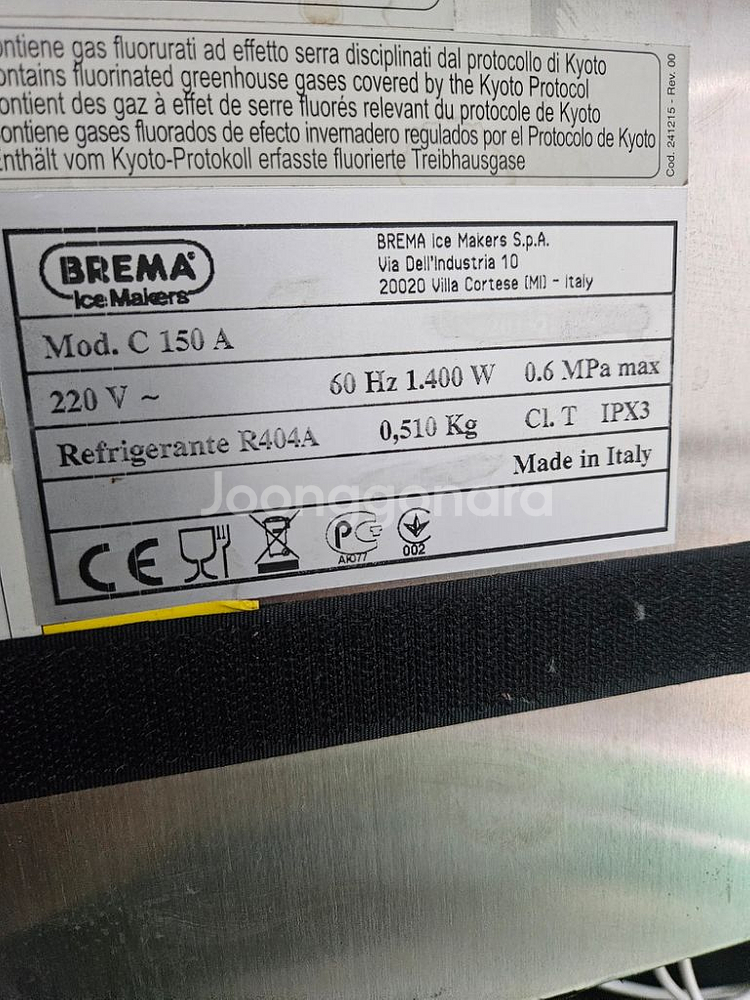 ntiene gas fluorurati ad effetto serra disciplinati dal protocollo di Kyoto
ontains fluorinated greenhouse gases covered by the Kyoto Protocol
ontient des gaz à effet de serre fluorés relevant du protocole de Kyoto
ontiene gases fluorados de efecto invernadero regulados por el Protocolo de Kyoto
nthält vom Kyoto-Protokoll erfasste fluorierte Treibhausgase
Cod. 241215 - Rev. 00
BREMA®
Ice Makers
BREMA Ice Makers S.p.A.
Via Dell'Industria 10
20020 Villa Cortese (MI) - Italy
Mod. C 150 A
220 V ~ 60 Hz 1.400 W 0.6 MPa max
Refrigerante R404A 0,510 Kg Cl. T IPX3
Made in Italy
Joonggonara
CE
PC
АЮ77
002